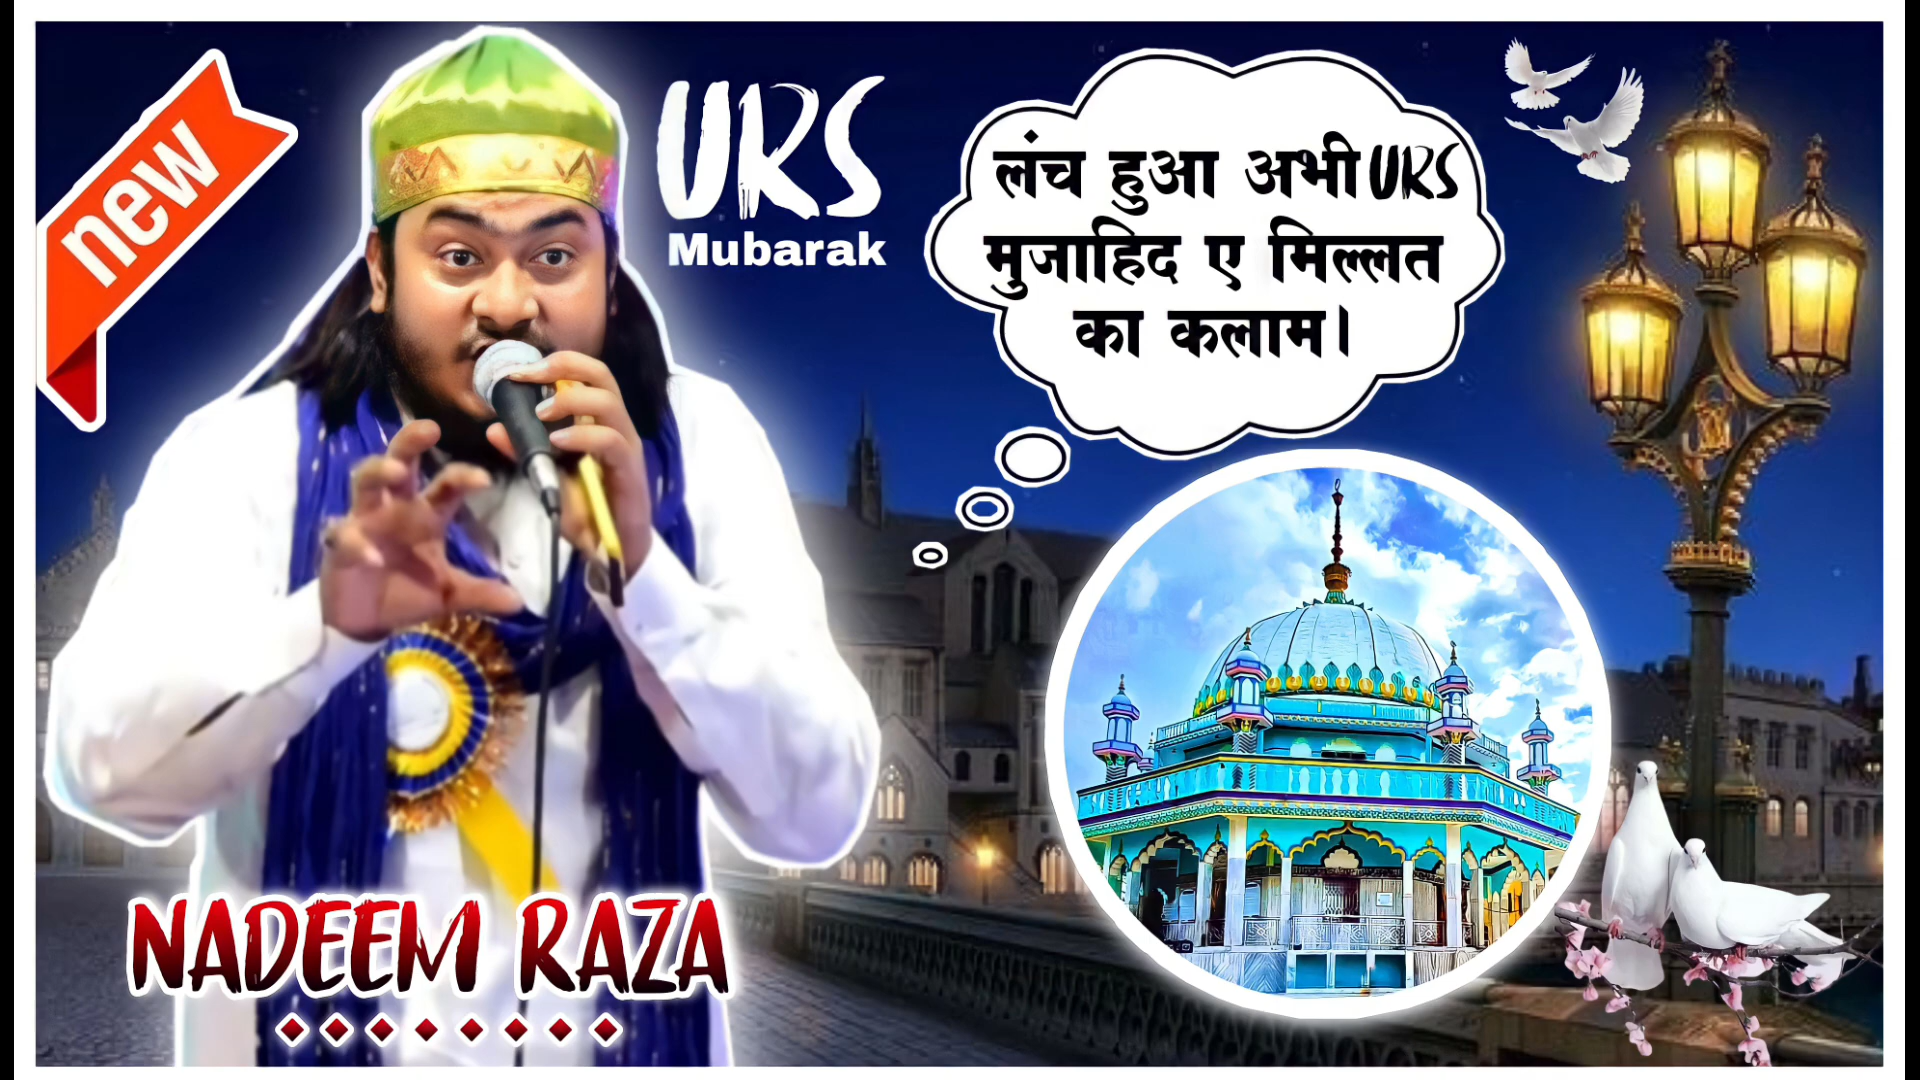 new
URS
Mubarak
लंच हुआ अभी URS
मुजाहिद ए मिल्लत
का कलाम।
NADEEM RAZA